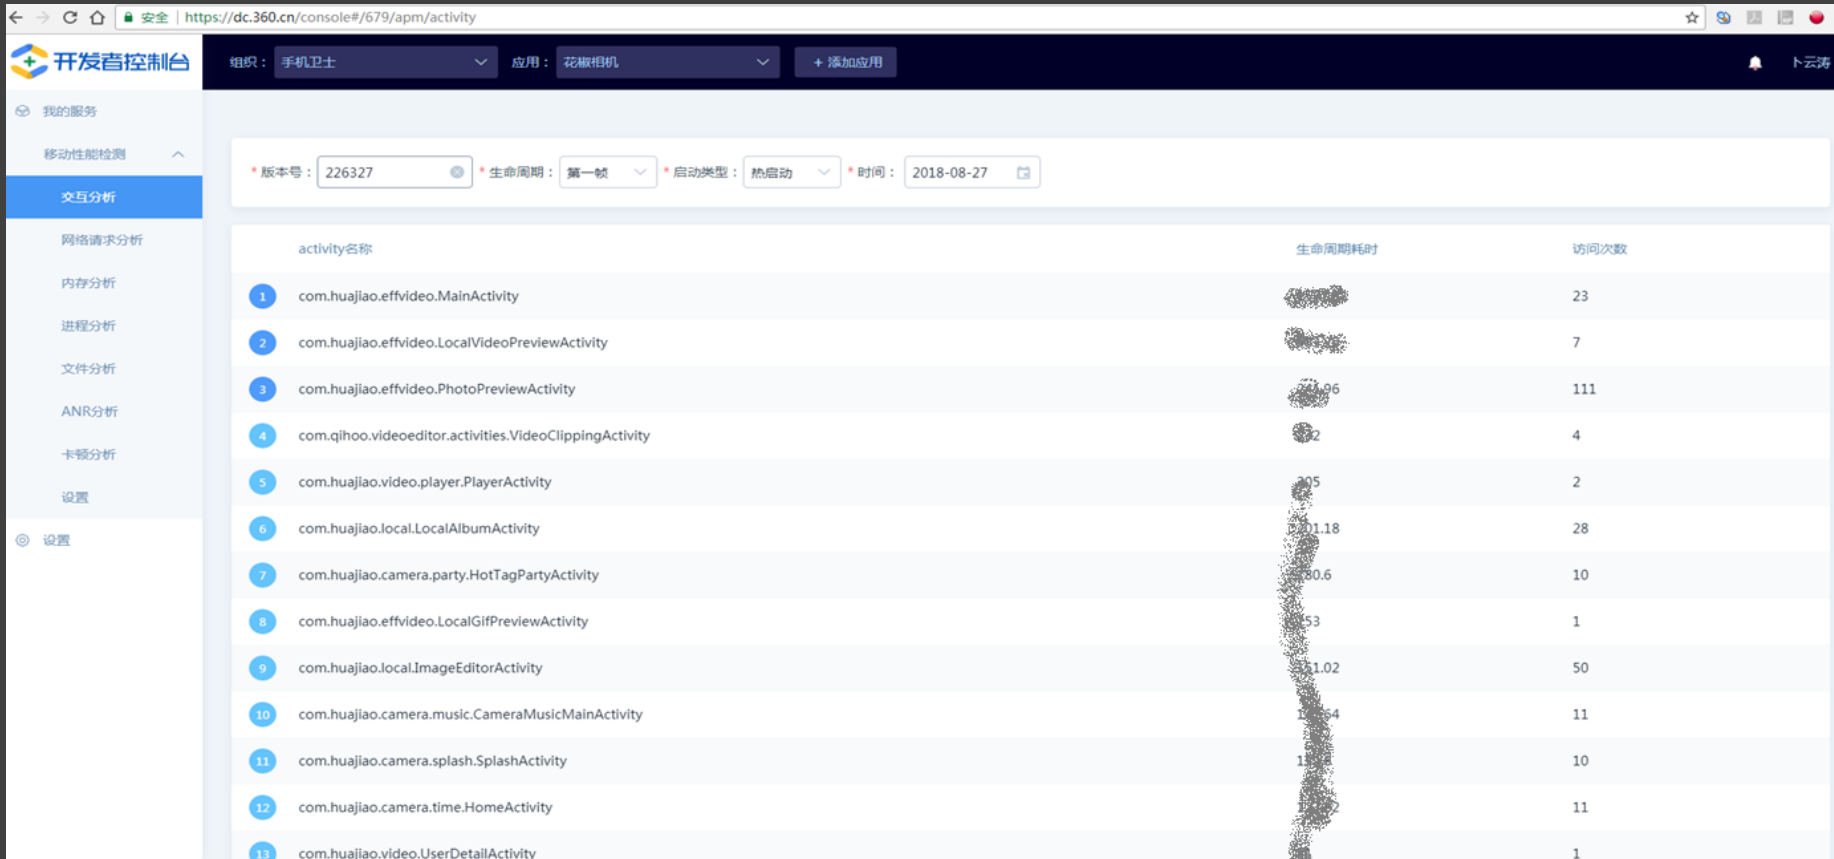 安全 https://dc.360.cn/console#/679/apm/activity
开发者控制台 组织： 手机卫士 应用： 花椒相机 + 添加应用 卜云涛
我的服务
移动性能检测
* 版本号： 226327 * 生命周期： 第一帧 * 启动类型： 热启动 * 时间： 2018-08-27
交互分析
网络请求分析
内存分析
进程分析
文件分析
ANR分析
卡顿分析
设置
设置
activity名称 生命周期耗时 访问次数
1 com.huajiao.effvideo.MainActivity 23
2 com.huajiao.effvideo.LocalVideoPreviewActivity 7
3 com.huajiao.effvideo.PhotoPreviewActivity 111
4 com.qihoo.videoeditor.activities.VideoClippingActivity 4
5 com.huajiao.video.player.PlayerActivity 2
6 com.huajiao.local.LocalAlbumActivity 28
7 com.huajiao.camera.party.HotTagPartyActivity 10
8 com.huajiao.effvideo.LocalGifPreviewActivity 1
9 com.huajiao.local.ImageEditorActivity 50
10 com.huajiao.camera.music.CameraMusicMainActivity 11
11 com.huajiao.camera.splash.SplashActivity 10
12 com.huajiao.camera.time.HomeActivity 11
13 com.huajiao.video.UserDetailActivity 1